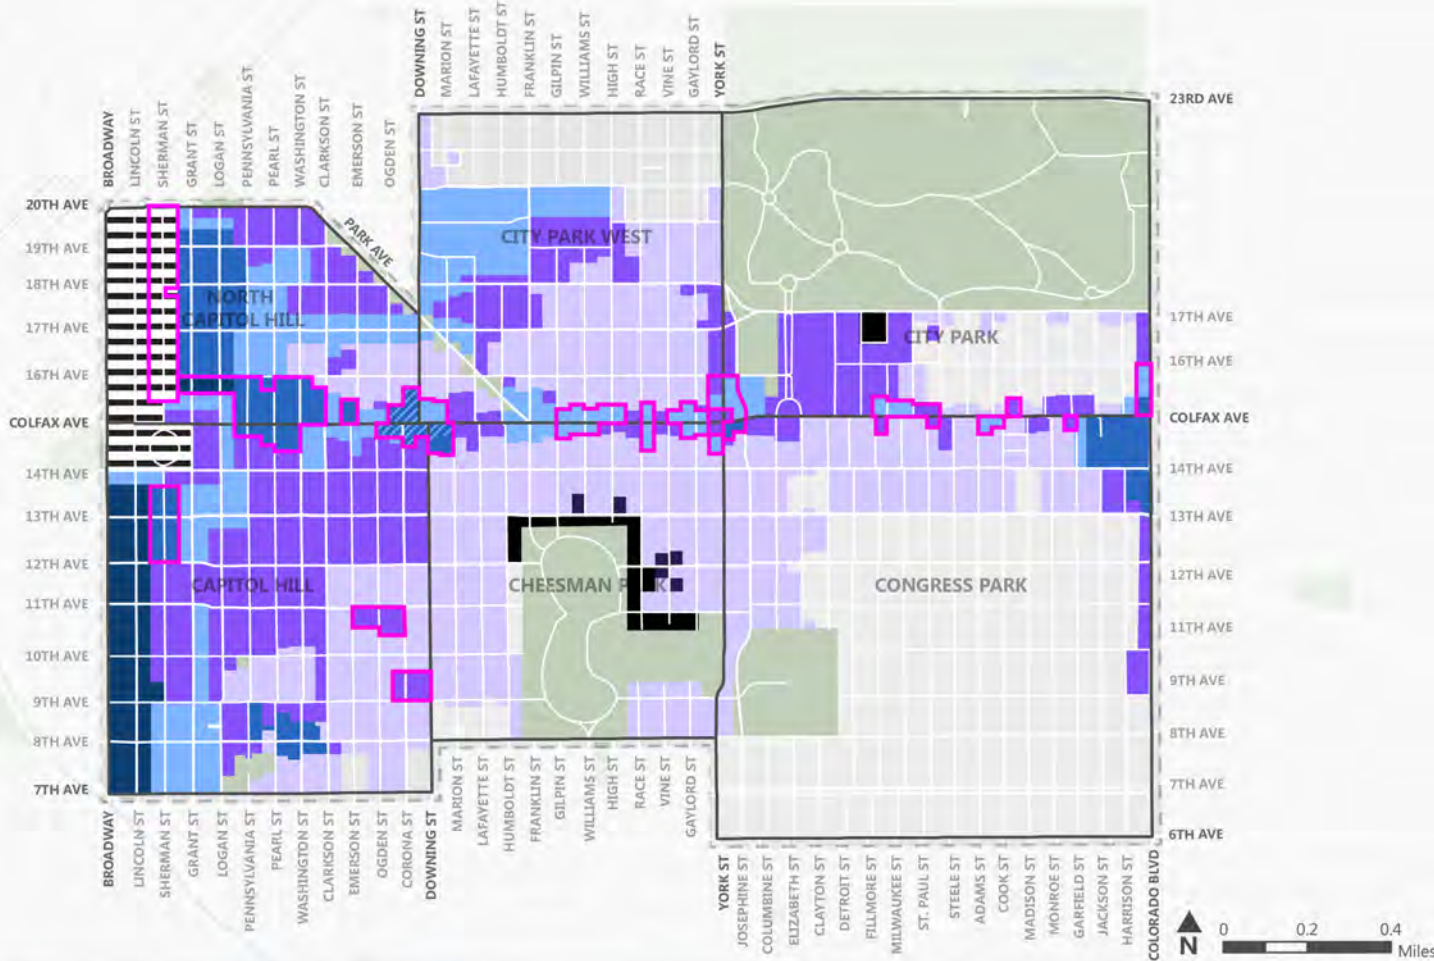 DOWNING ST
MARION ST
LAFAYETTE ST
HUMBOLDT ST
FRANKLIN ST
GILPIN ST
WILLIAMS ST
HIGH ST
RACE ST
VINE ST
GAYLORD ST
YORK ST
BROADWAY
LINCOLN ST
SHERMAN ST
GRANT ST
LOGAN ST
PENNSYLVANIA ST
PEARL ST
WASHINGTON ST
CLARKSON ST
EMERSON ST
OGDEN ST
PARK AVE
20TH AVE
19TH AVE
18TH AVE
17TH AVE
16TH AVE
COLFAX AVE
14TH AVE
13TH AVE
12TH AVE
11TH AVE
10TH AVE
9TH AVE
8TH AVE
7TH AVE
CITY PARK WEST
NORTH
CAPITOL HILL
CITY PARK
CAPITOL HILL
CHEESMAN P K
CONGRESS PARK
23RD AVE
17TH AVE
16TH AVE
COLFAX AVE
14TH AVE
13TH AVE
12TH AVE
11TH AVE
9TH AVE
8TH AVE
7TH AVE
6TH AVE
BROADWAY
LINCOLN ST
SHERMAN ST
GRANT ST
LOGAN ST
PENNSYLVANIA ST
PEARL ST
WASHINGTON ST
CLARKSON ST
EMERSON ST
OGDEN ST
CORONA ST
DOWNING ST
MARION ST
LAFAYETTE ST
HUMBOLDT ST
FRANKLIN ST
GILPIN ST
WILLIAMS ST
HIGH ST
RACE ST
VINE ST
GAYLORD ST
YORK ST
JOSEPHINE ST
COLUMBINE ST
ELIZABETH ST
CLAYTON ST
DETROIT ST
FILLMORE ST
MILWAUKEE ST
ST. PAUL ST
STEELE ST
ADAMS ST
COOK ST
MADISON ST
MONROE ST
GARFIELD ST
JACKSON ST
HARRISON ST
COLORADO BLVD
N
0 0.2 0.4
Miles